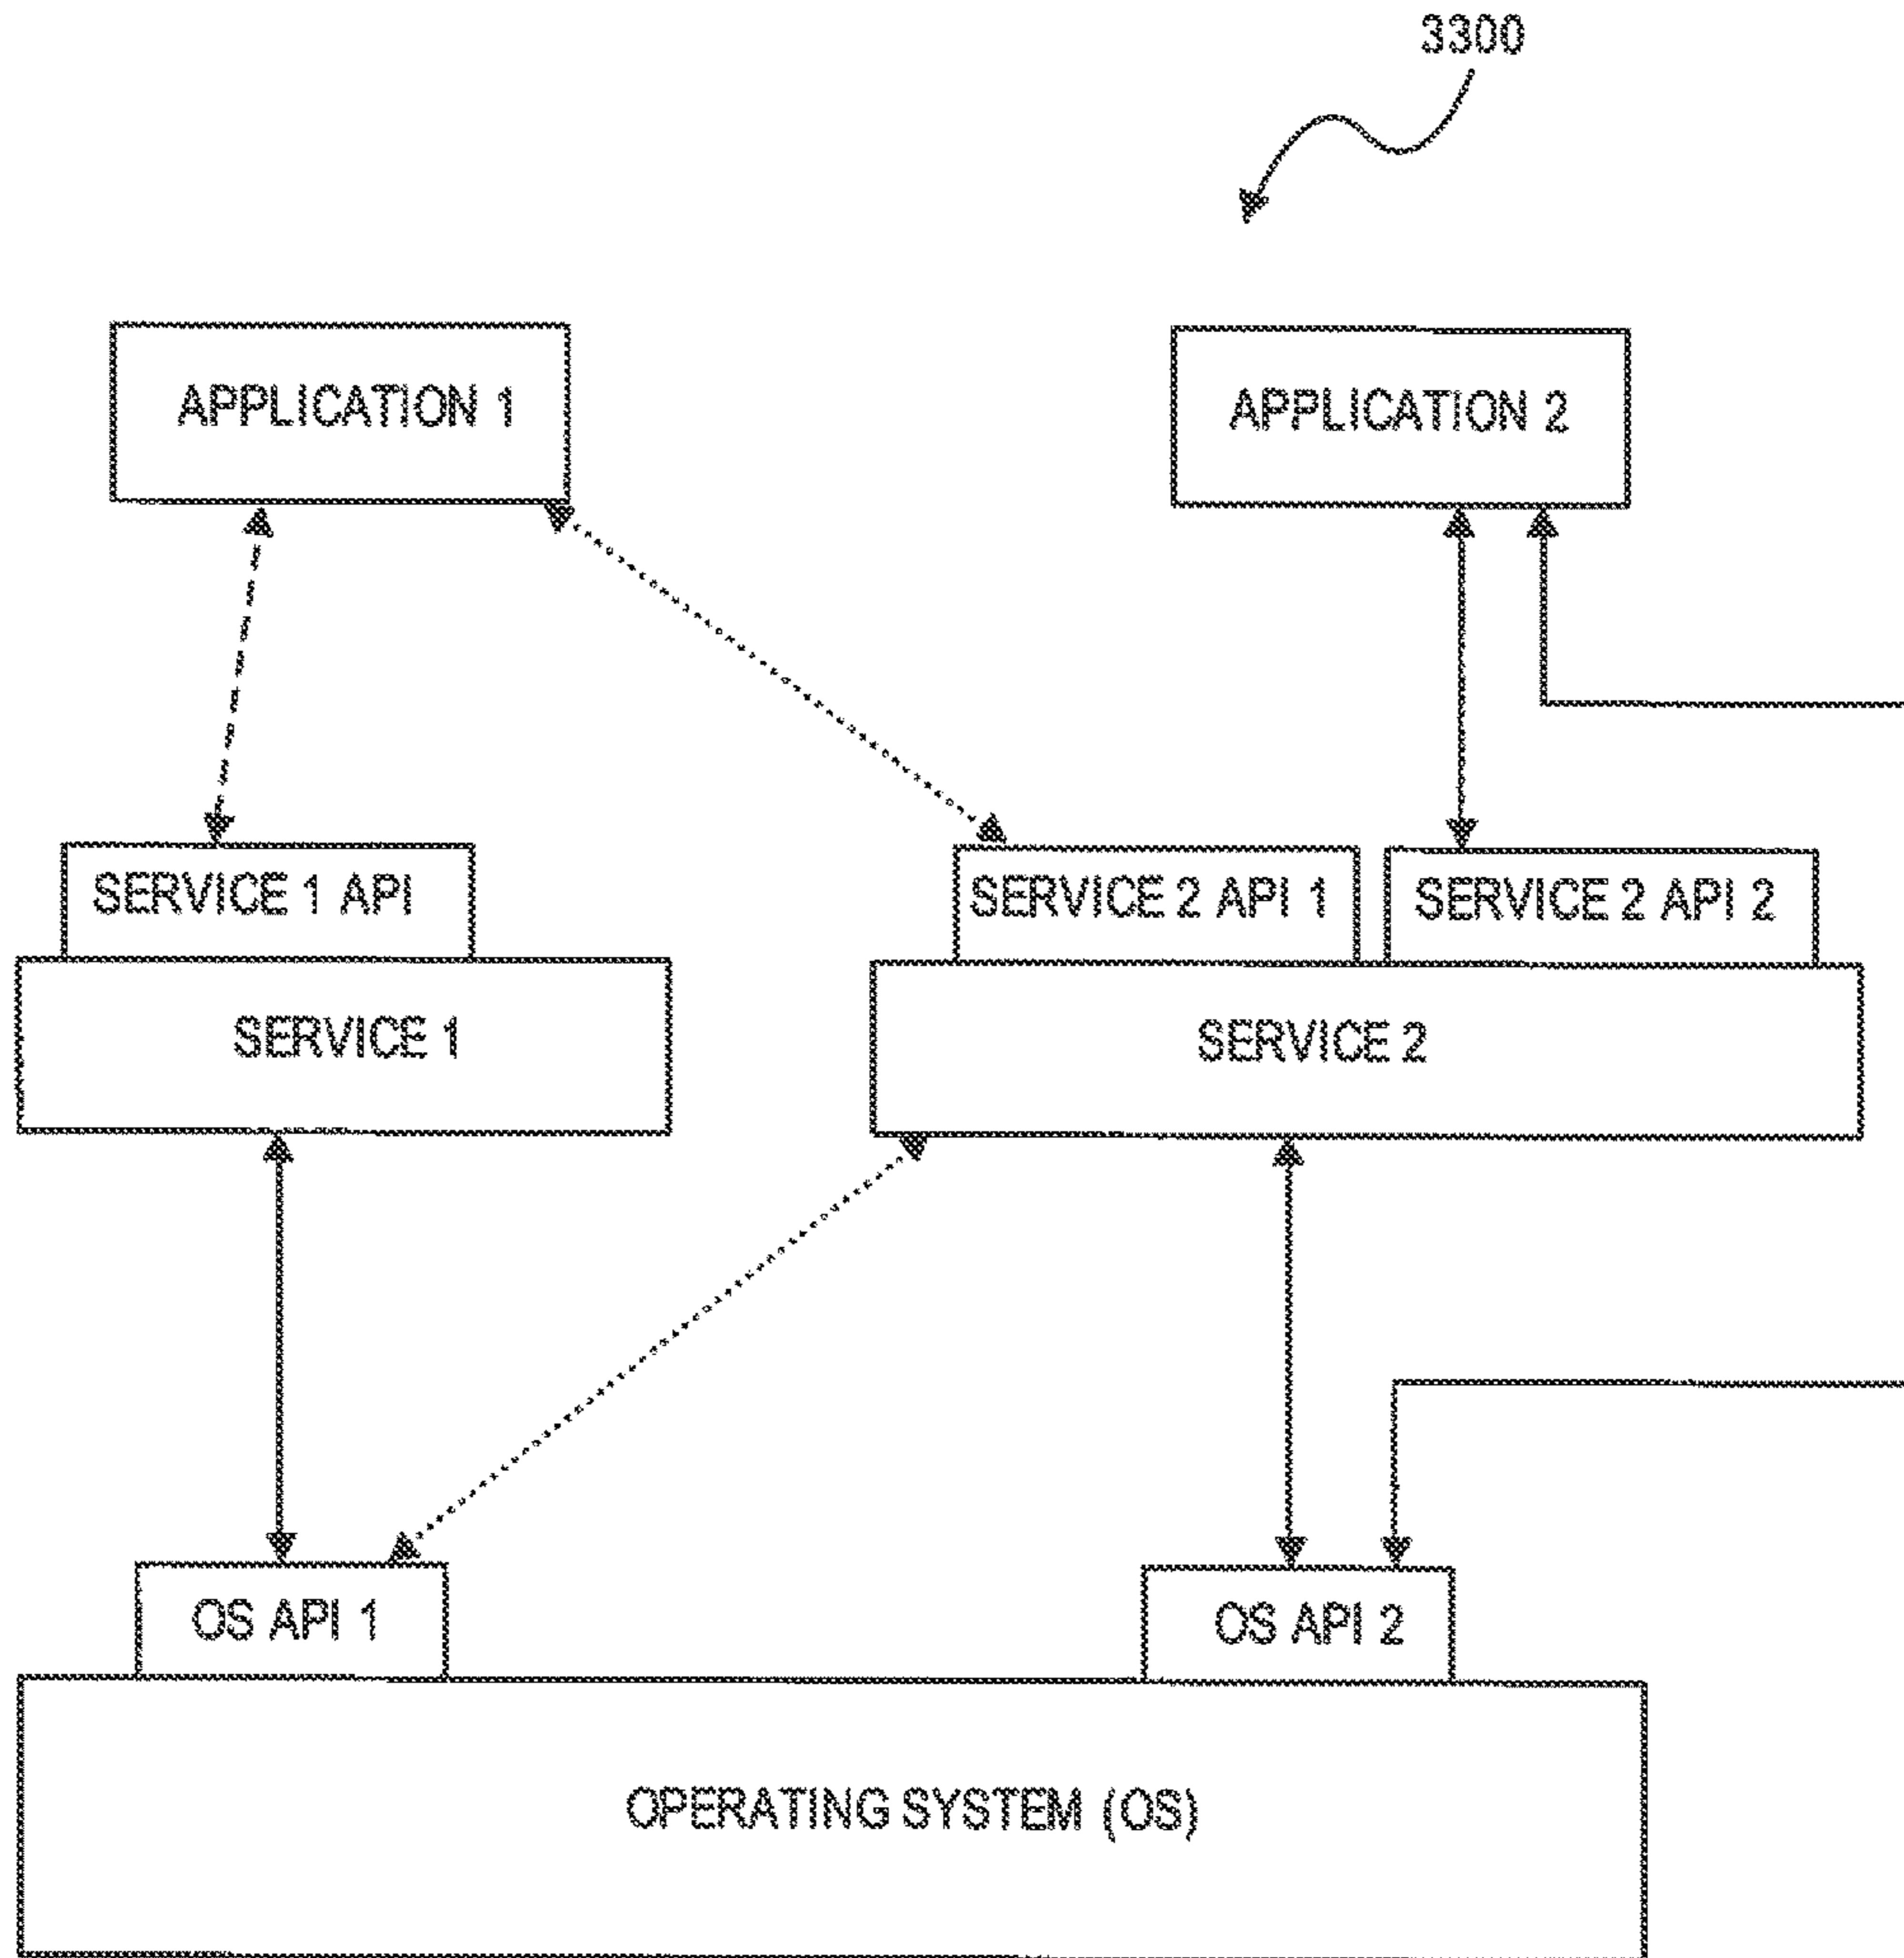 3300
APPLICATION 1
APPLICATION 2
SERVICE 1 API
SERVICE 2 API 1
SERVICE 2 API 2
SERVICE 1
SERVICE 2
OS API 1
OS API 2
OPERATING SYSTEM (OS)